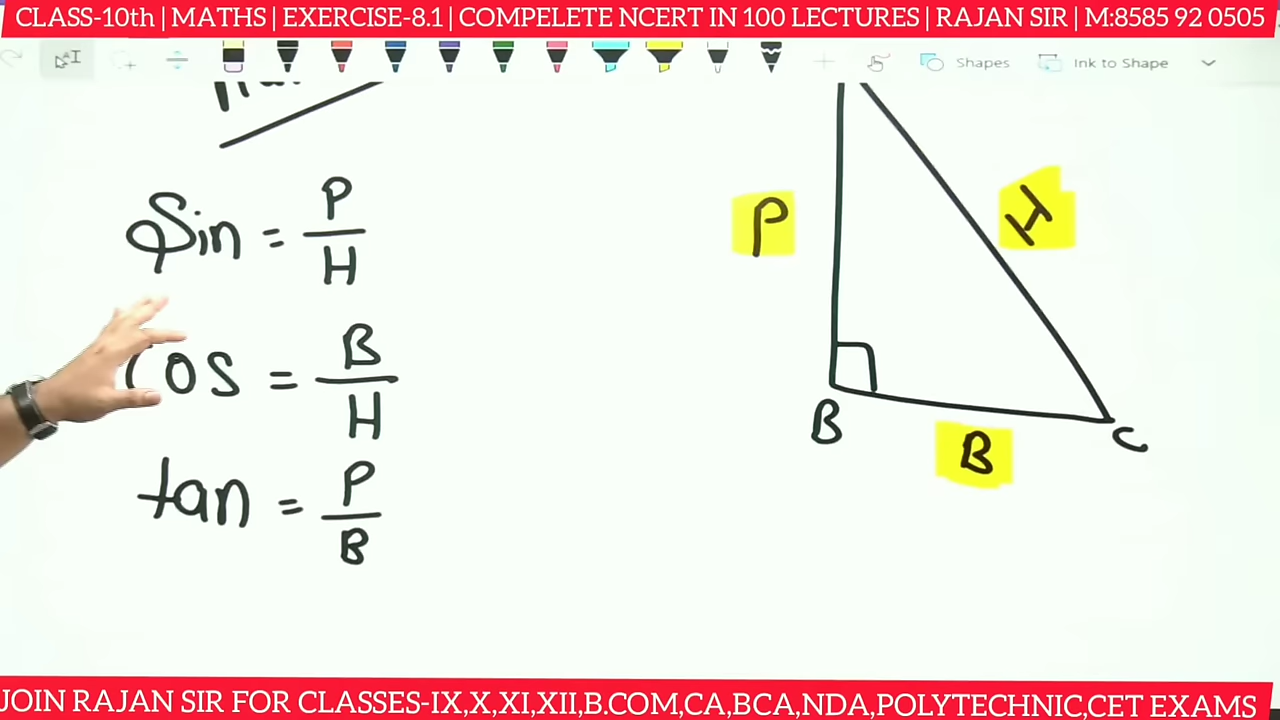 CLASS-10th | MATHS | EXERCISE-8.1 | COMPELETE NCERT IN 100 LECTURES | RAJAN SIR | M:8585 92 0505
Shapes
Ink to Shape
Sin = P/H
P
H
Cos = B/H
B
C
B
tan = P/B
JOIN RAJAN SIR FOR CLASSES-IX,X,XI,XII,B.COM,CA,BCA,NDA,POLYTECHNIC,CET EXAMS